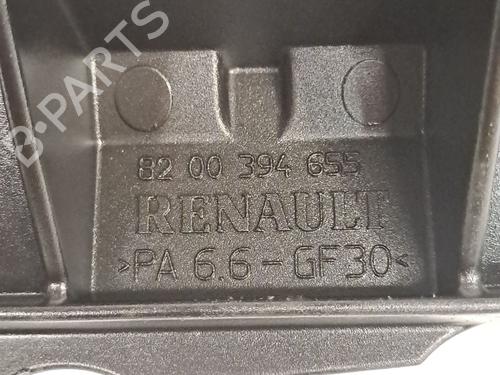 B-PARTS
82 00 394 655
RENAULT
>PA 6.6-GF30<